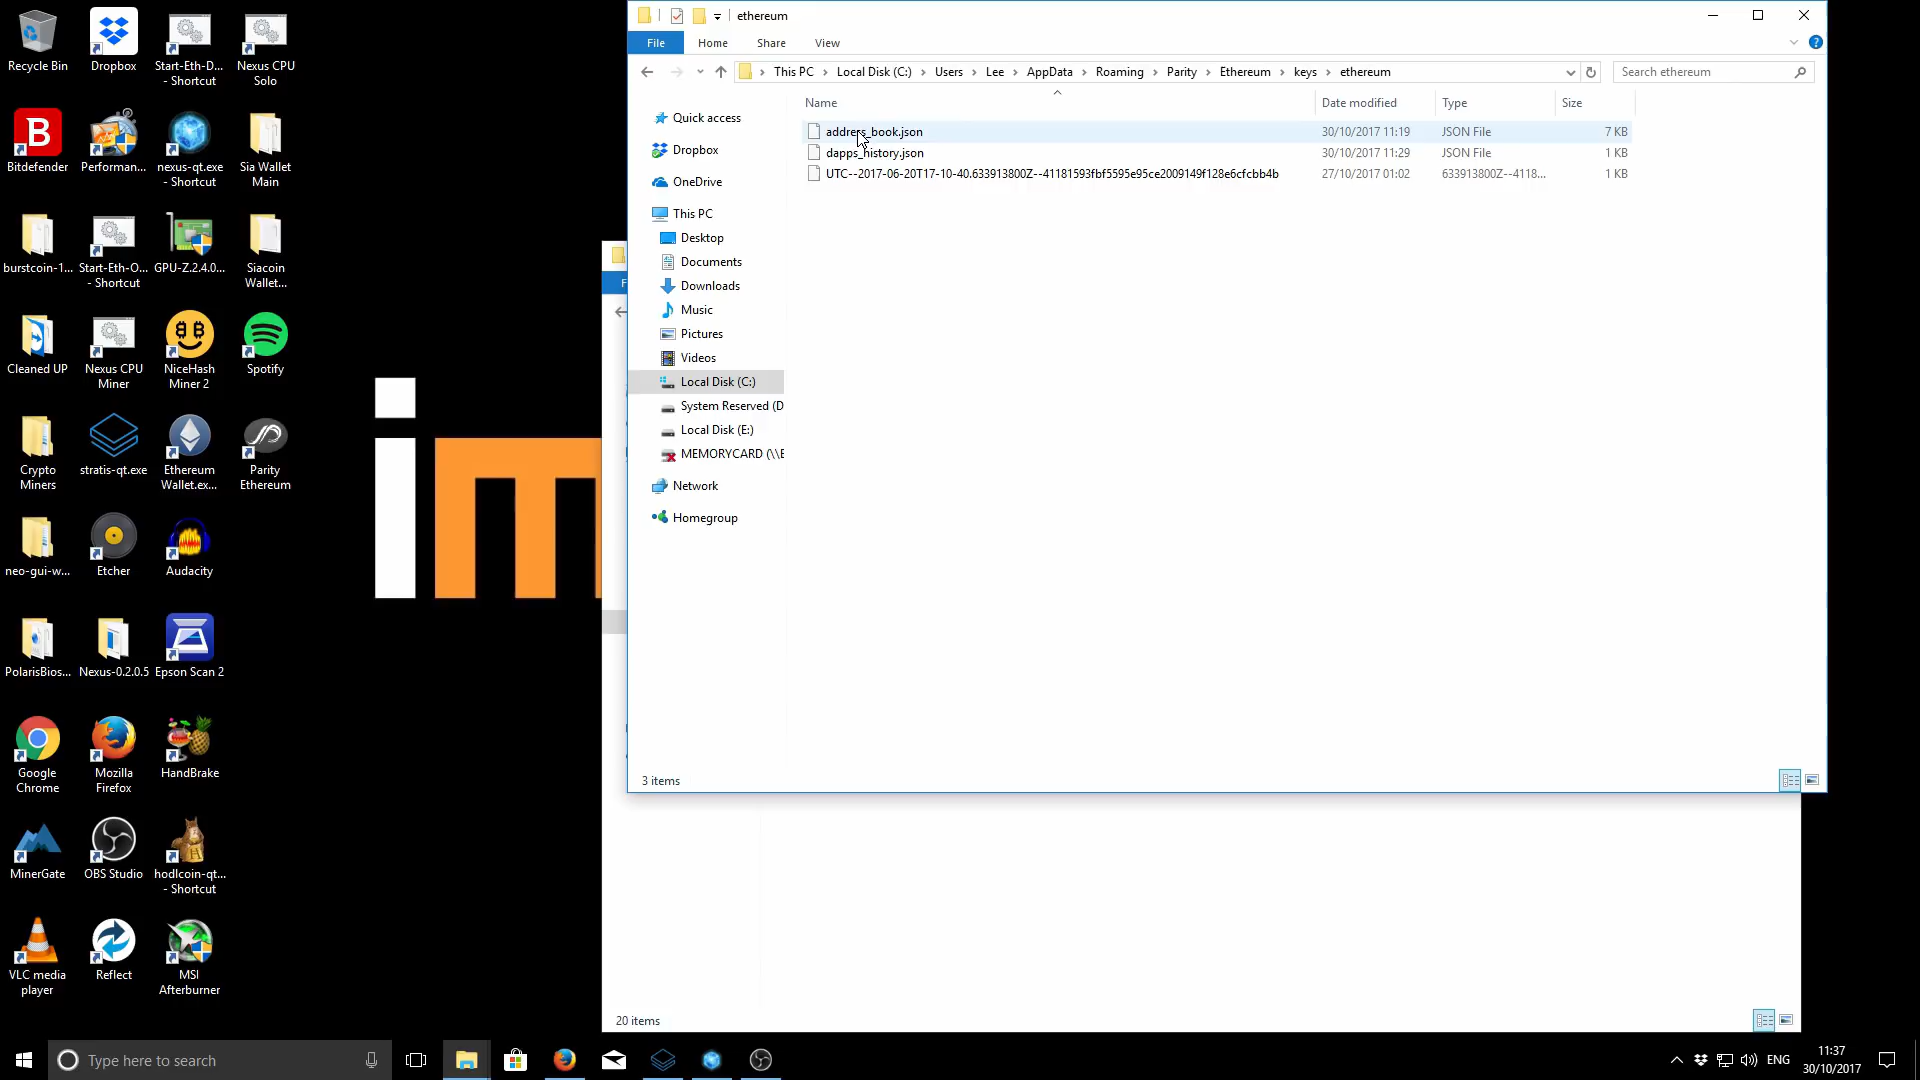 Recycle Bin
Dropbox
Start-Eth-D...
- Shortcut
Nexus CPU
Solo
Bitdefender
Performan...
nexus-qt.exe
- Shortcut
Sia Wallet
Main
burstcoin-1...
Start-Eth-O...
- Shortcut
GPU-Z.2.4.0...
Siacoin
Wallet...
Cleaned UP
Nexus CPU
Miner
NiceHash
Miner 2
Spotify
Crypto
Miners
stratis-qt.exe
Ethereum
Wallet.ex...
Parity
Ethereum
neo-gui-w...
Etcher
Audacity
PolarisBios...
Nexus-0.2.0.5
Epson Scan 2
Google
Chrome
Mozilla
Firefox
HandBrake
MinerGate
OBS Studio
hodlcoin-qt...
- Shortcut
VLC media
player
Reflect
MSI
Afterburner
im
ethereum
File Home Share View
This PC › Local Disk (C:) › Users › Lee › AppData › Roaming › Parity › Ethereum › keys › ethereum
Search ethereum
Name Date modified Type Size
address_book.json 30/10/2017 11:19 JSON File 7 KB
dapps_history.json 30/10/2017 11:29 JSON File 1 KB
UTC--2017-06-20T17-10-40.633913800Z--41181593fbf5595e95ce2009149f128e6cfcbb4b 27/10/2017 01:02 633913800Z--4118... 1 KB
Quick access
Dropbox
OneDrive
This PC
Desktop
Documents
Downloads
Music
Pictures
Videos
Local Disk (C:)
System Reserved (D
Local Disk (E:)
MEMORYCARD (\\E
Network
Homegroup
3 items
20 items
Type here to search
ENG
11:37
30/10/2017